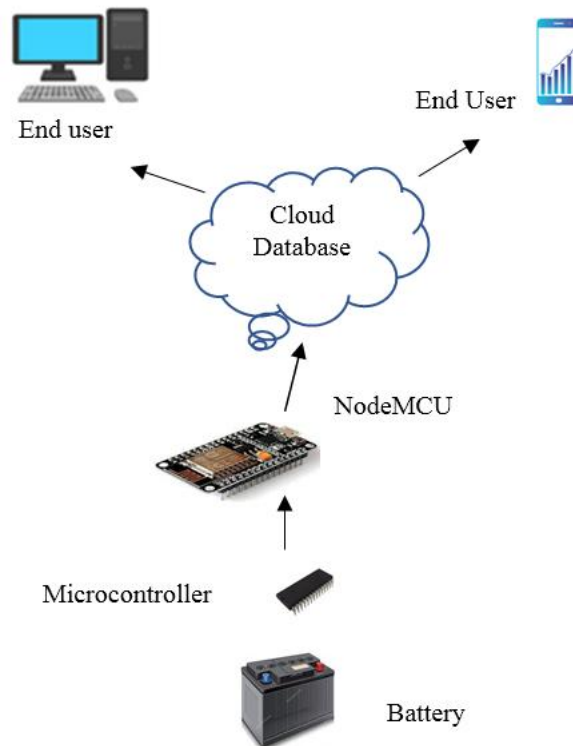 End user
End User
Cloud
Database
NodeMCU
Microcontroller
Battery